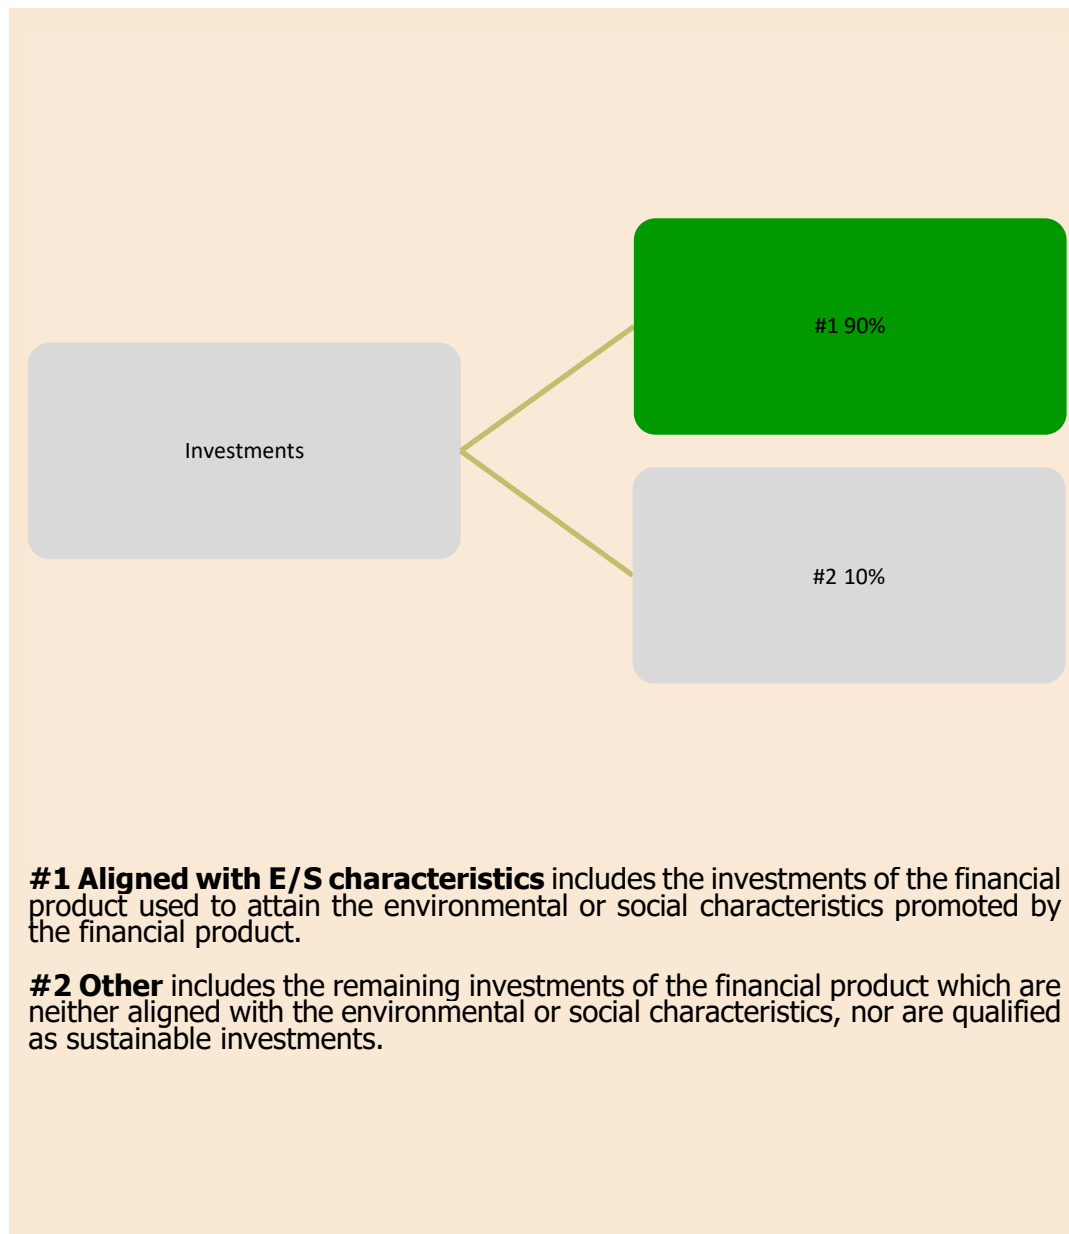 #1 90%
Investments
#2 10%
#1 Aligned with E/S characteristics includes the investments of the financial
product used to attain the environmental or social characteristics promoted by
the financial product.
#2 Other includes the remaining investments of the financial product which are
neither aligned with the environmental or social characteristics, nor are qualified
as sustainable investments.